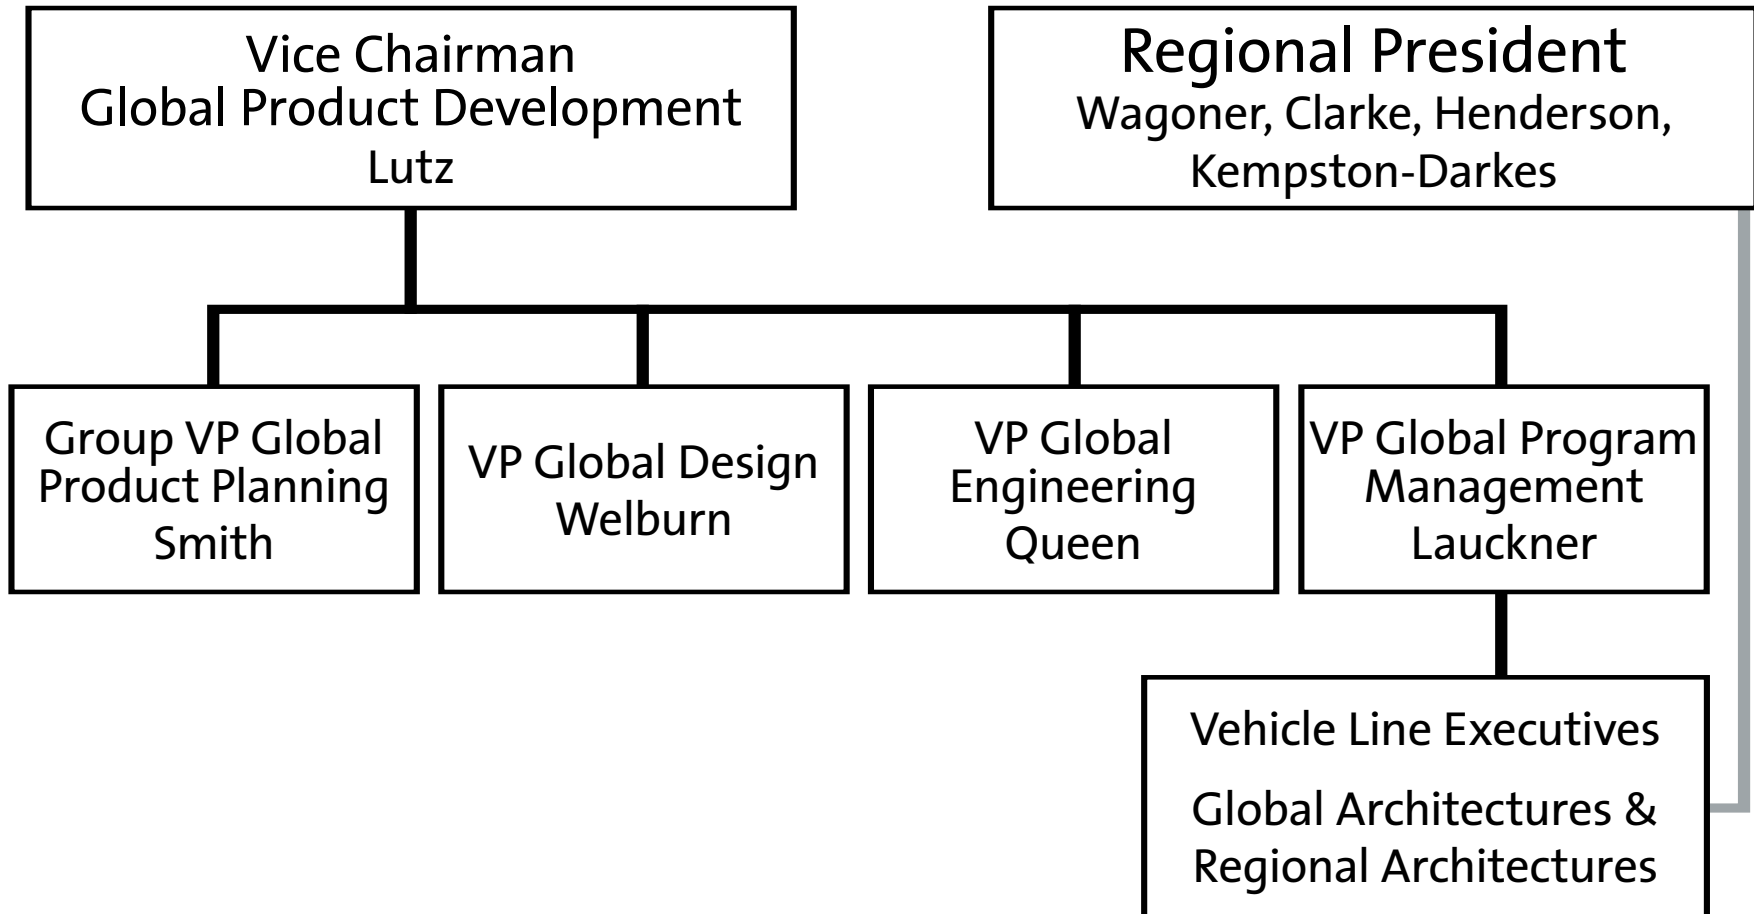 Vice Chairman
Global Product Development
Lutz
Regional President
Wagoner, Clarke, Henderson,
Kempston-Darkes
Group VP Global
Product Planning
Smith
VP Global Design
Welburn
VP Global
Engineering
Queen
VP Global Program
Management
Lauckner
Vehicle Line Executives
Global Architectures &
Regional Architectures